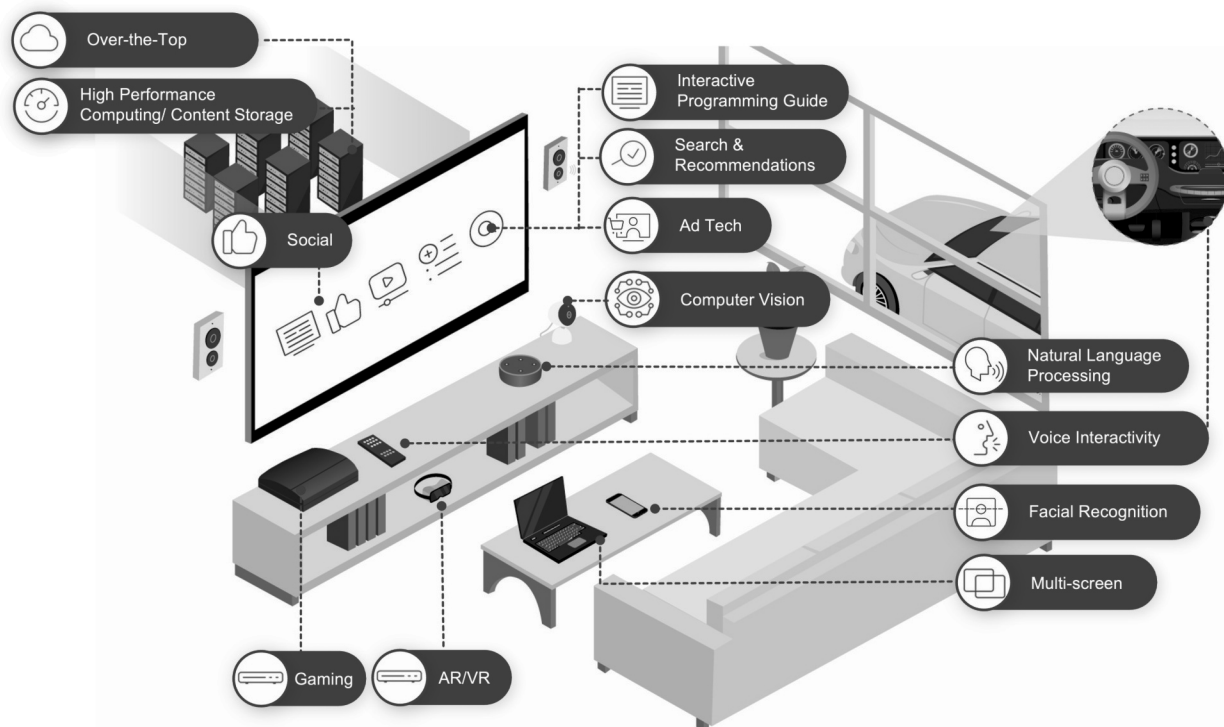 Over-the-Top
High Performance
Computing/ Content Storage
Interactive
Programming Guide
Search &
Recommendations
Social
Ad Tech
Computer Vision
Natural Language
Processing
Voice Interactivity
Facial Recognition
Multi-screen
Gaming
AR/VR